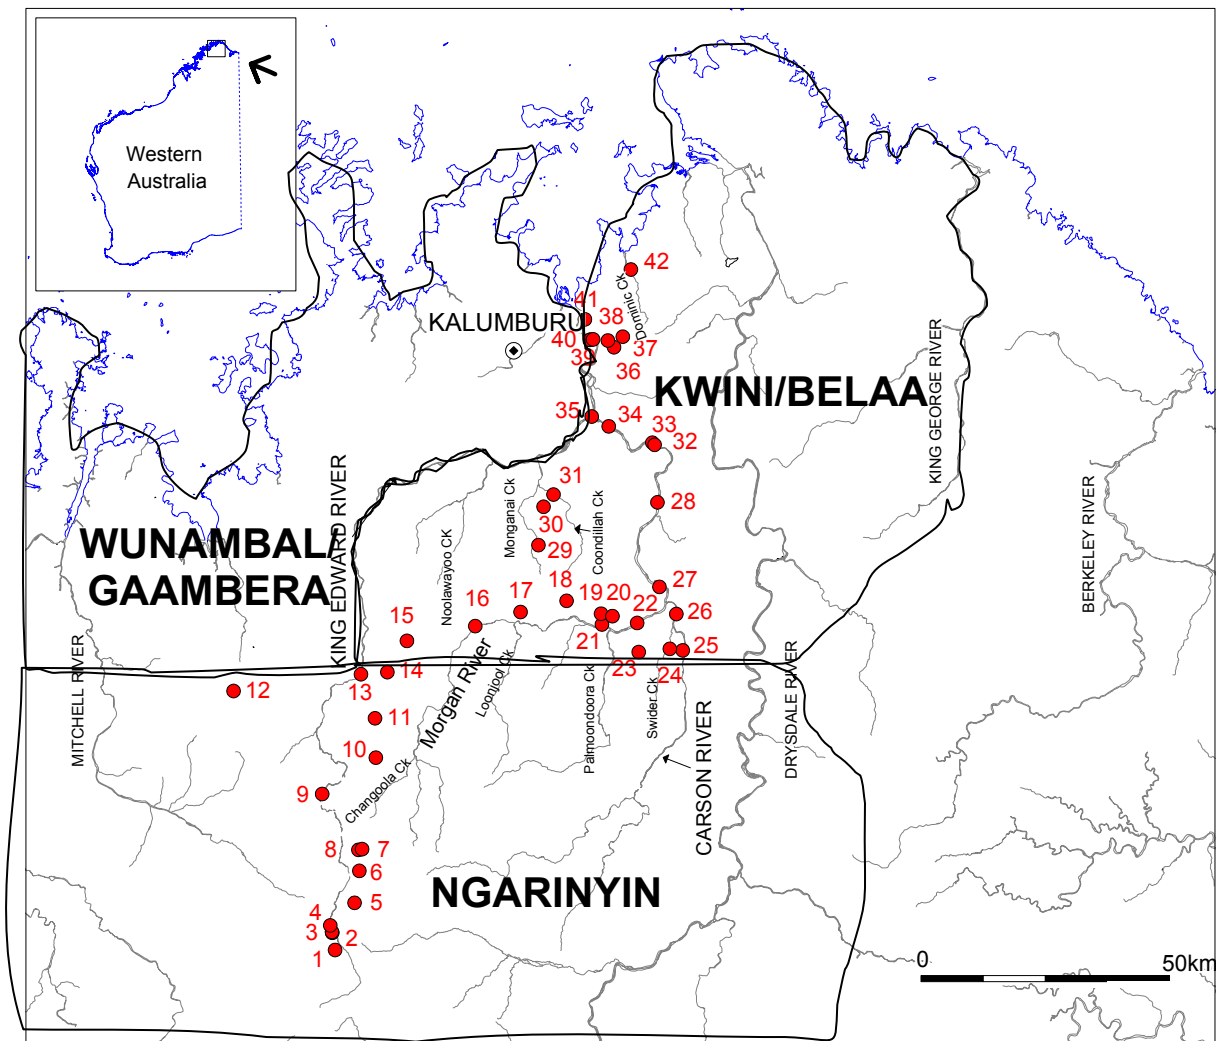 Western
Australia
42
Dominic Ck
41
38
KALUMBURU
40
37
39
36
KING GEORGE RIVER
KWINI/BELAA
35
34
33
32
31
Monganai Ck
28
30
Coondillah Ck
29
KING EDWARD RIVER
WUNAMBAL/
GAAMBERA
Noolawayoo CK
BERKELEY RIVER
27
18
17
19
20
22
26
16
15
21
25
23
24
14
13
12
MITCHELL RIVER
Morgan River
Loonjool Ck
Palmoondoora Ck
Swider Ck
CARSON RIVER
DRYSDALE RIVER
11
10
Changoola Ck
9
8
7
6
NGARINYIN
5
4
3
2
1
0
50km